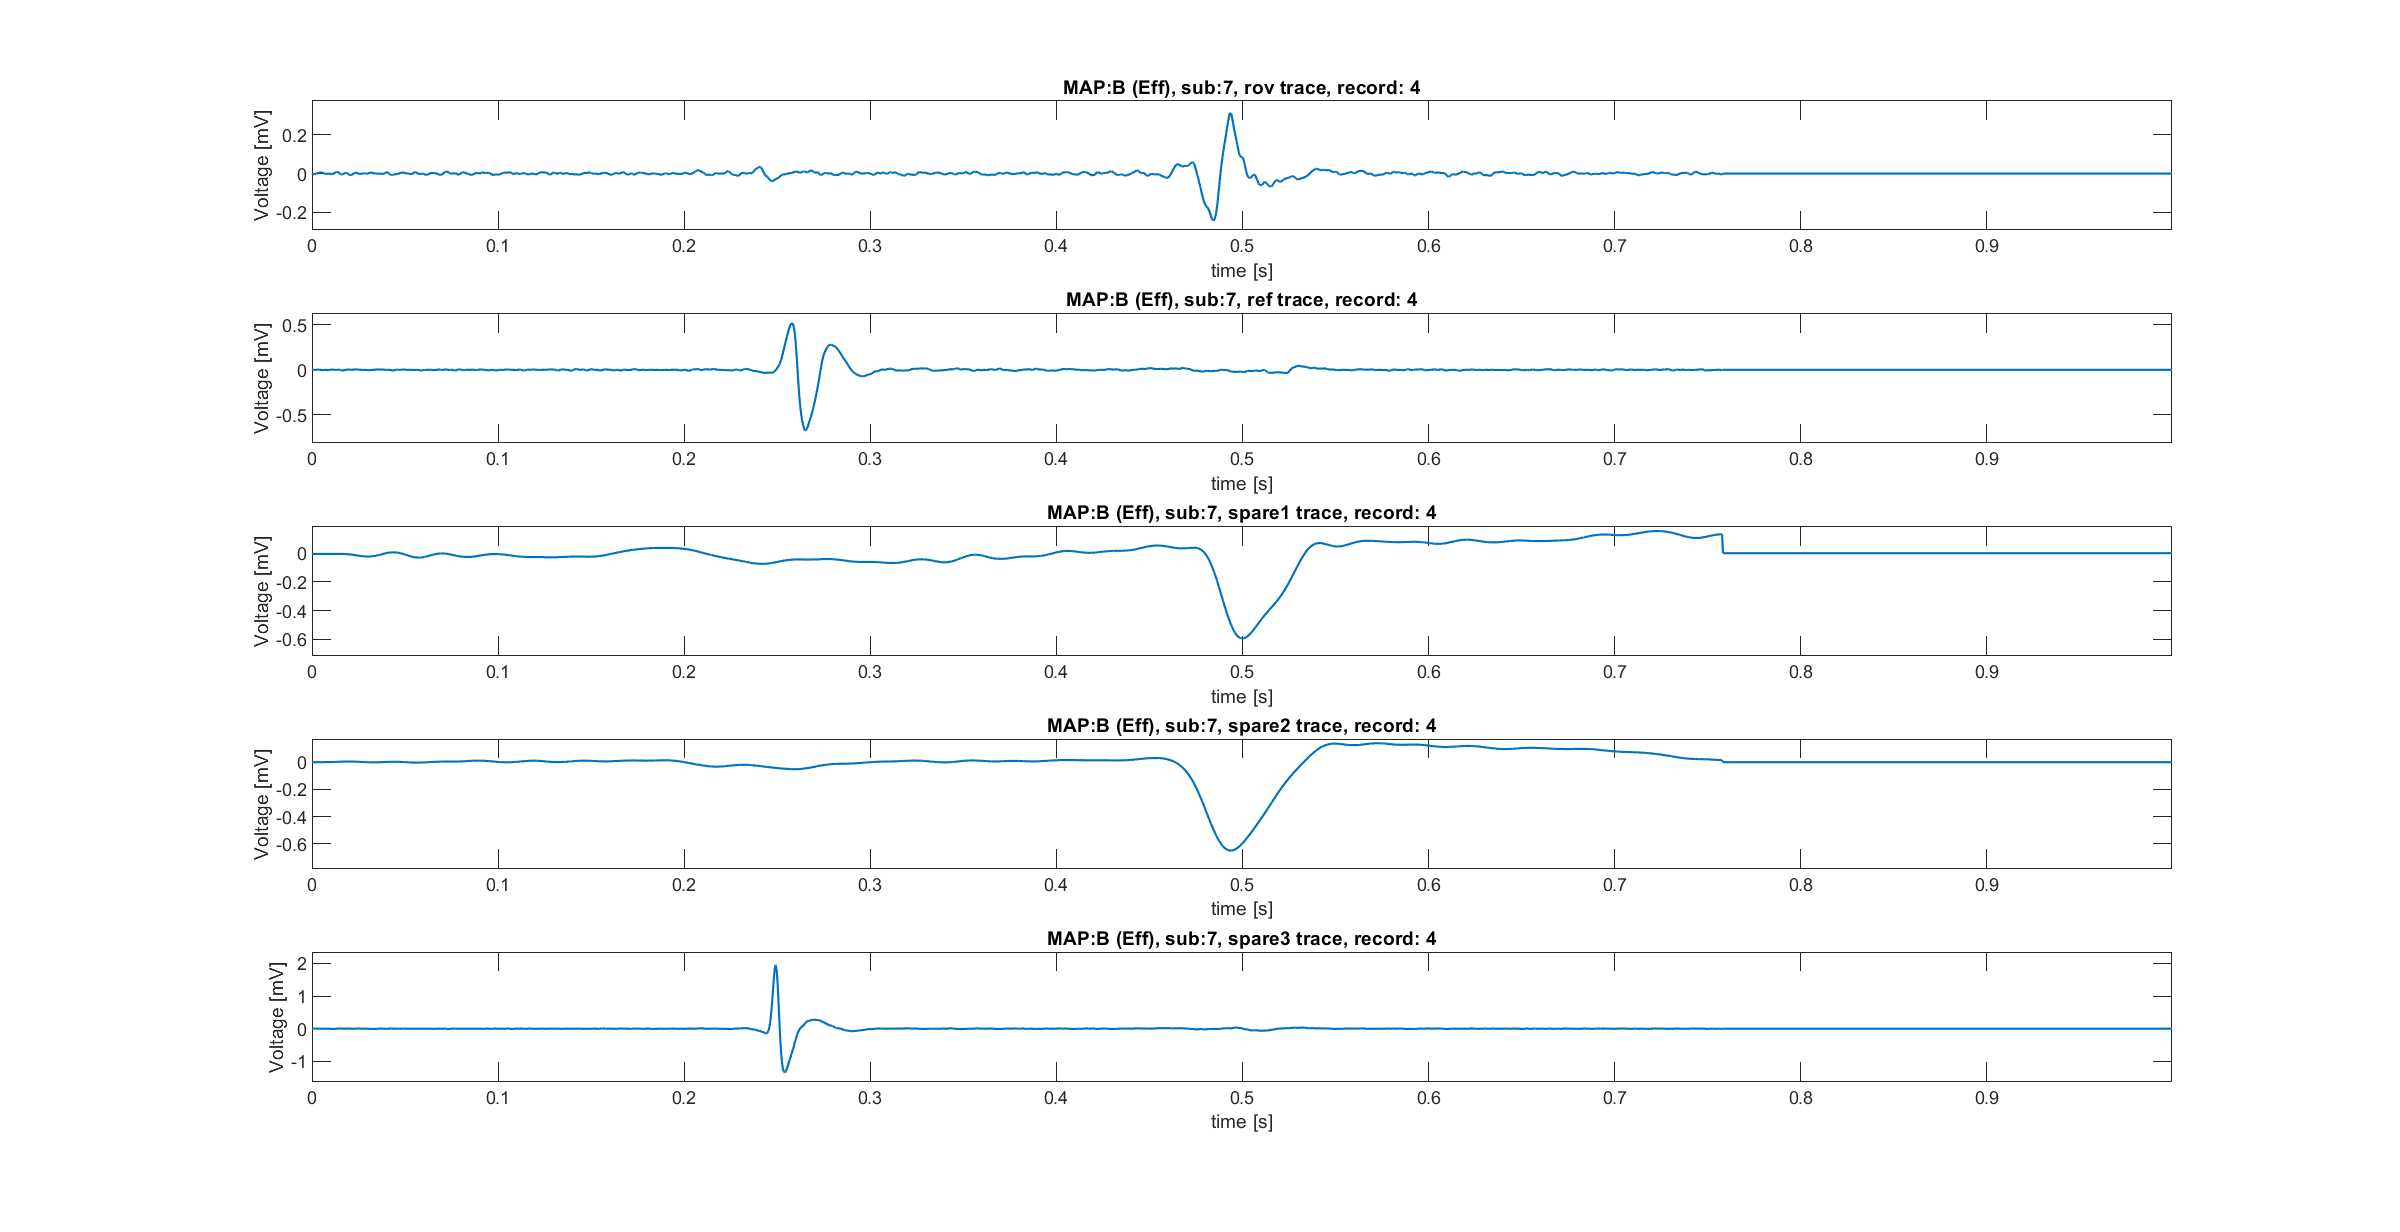 MAP:B (Eff), sub:7, rov trace, record: 4
Voltage [mV]
0.2
0
-0.2
0 0.1 0.2 0.3 0.4 0.5 0.6 0.7 0.8 0.9
time [s]
MAP:B (Eff), sub:7, ref trace, record: 4
Voltage [mV]
0.5
0
-0.5
0 0.1 0.2 0.3 0.4 0.5 0.6 0.7 0.8 0.9
time [s]
MAP:B (Eff), sub:7, spare1 trace, record: 4
Voltage [mV]
0
-0.2
-0.4
-0.6
0 0.1 0.2 0.3 0.4 0.5 0.6 0.7 0.8 0.9
time [s]
MAP:B (Eff), sub:7, spare2 trace, record: 4
Voltage [mV]
0
-0.2
-0.4
-0.6
0 0.1 0.2 0.3 0.4 0.5 0.6 0.7 0.8 0.9
time [s]
MAP:B (Eff), sub:7, spare3 trace, record: 4
Voltage [mV]
2
1
0
-1
0 0.1 0.2 0.3 0.4 0.5 0.6 0.7 0.8 0.9
time [s]